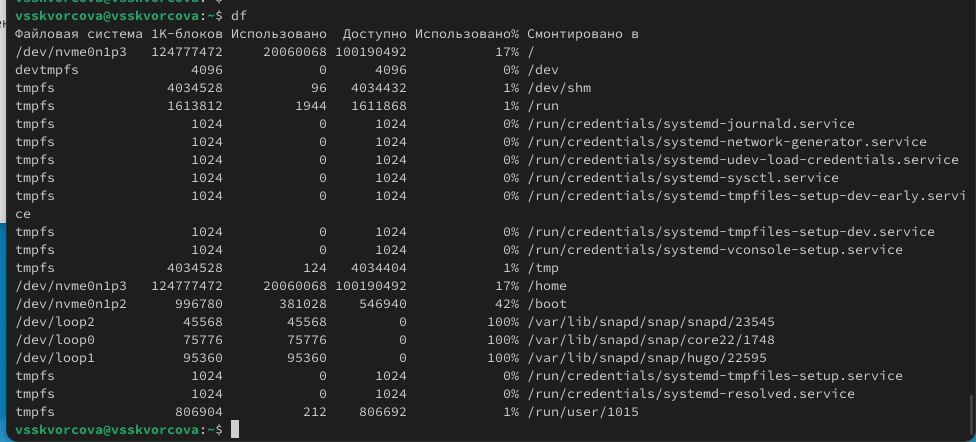 vsskvorcova@vsskvorcova:~$ df
Файловая система 1K-блоков Использовано Доступно Использовано% Смонтировано в
/dev/nvme0n1p3 124777472 20060068 100190492 17% /
devtmpfs 4096 0 4096 0% /dev
tmpfs 4034528 96 4034432 1% /dev/shm
tmpfs 1613812 1944 1611868 1% /run
tmpfs 1024 0 1024 0% /run/credentials/systemd-journald.service
tmpfs 1024 0 1024 0% /run/credentials/systemd-network-generator.service
tmpfs 1024 0 1024 0% /run/credentials/systemd-udev-load-credentials.service
tmpfs 1024 0 1024 0% /run/credentials/systemd-sysctl.service
tmpfs 1024 0 1024 0% /run/credentials/systemd-tmpfiles-setup-dev-early.servi
ce
tmpfs 1024 0 1024 0% /run/credentials/systemd-tmpfiles-setup-dev.service
tmpfs 1024 0 1024 0% /run/credentials/systemd-vconsole-setup.service
tmpfs 4034528 124 4034404 1% /tmp
/dev/nvme0n1p3 124777472 20060068 100190492 17% /home
/dev/nvme0n1p2 996780 381028 546940 42% /boot
/dev/loop2 45568 45568 0 100% /var/lib/snapd/snap/snapd/23545
/dev/loop0 75776 75776 0 100% /var/lib/snapd/snap/core22/1748
/dev/loop1 95360 95360 0 100% /var/lib/snapd/snap/hugo/22595
tmpfs 1024 0 1024 0% /run/credentials/systemd-tmpfiles-setup.service
tmpfs 1024 0 1024 0% /run/credentials/systemd-resolved.service
tmpfs 806904 212 806692 1% /run/user/1015
vsskvorcova@vsskvorcova:~$